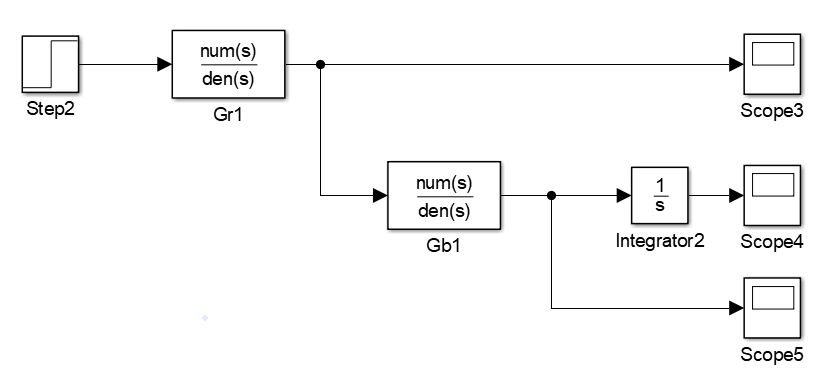 num(s)
den(s)
Step2
Gr1
Scope3
num(s)
den(s)
1
s
Gb1
Integrator2
Scope4
Scope5